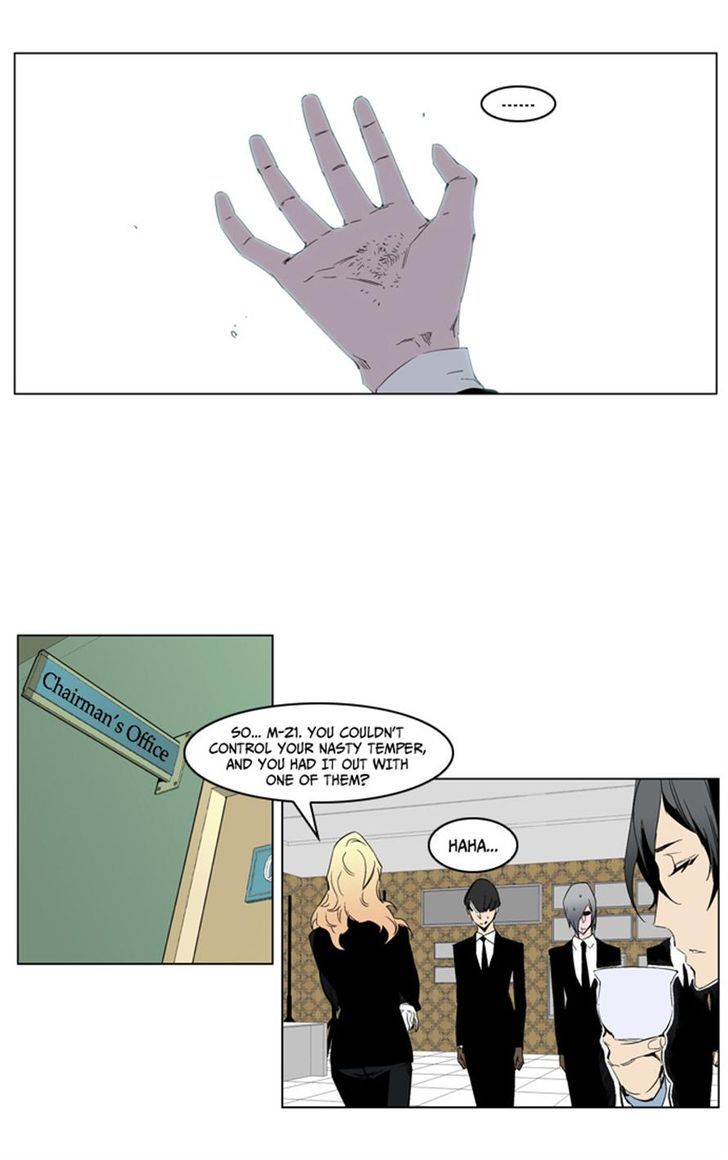 ------
Chairman's Office
SO... M-21. YOU COULDN'T
CONTROL YOUR NASTY TEMPER,
AND YOU HAD IT OUT WITH
ONE OF THEM?
HAHA...